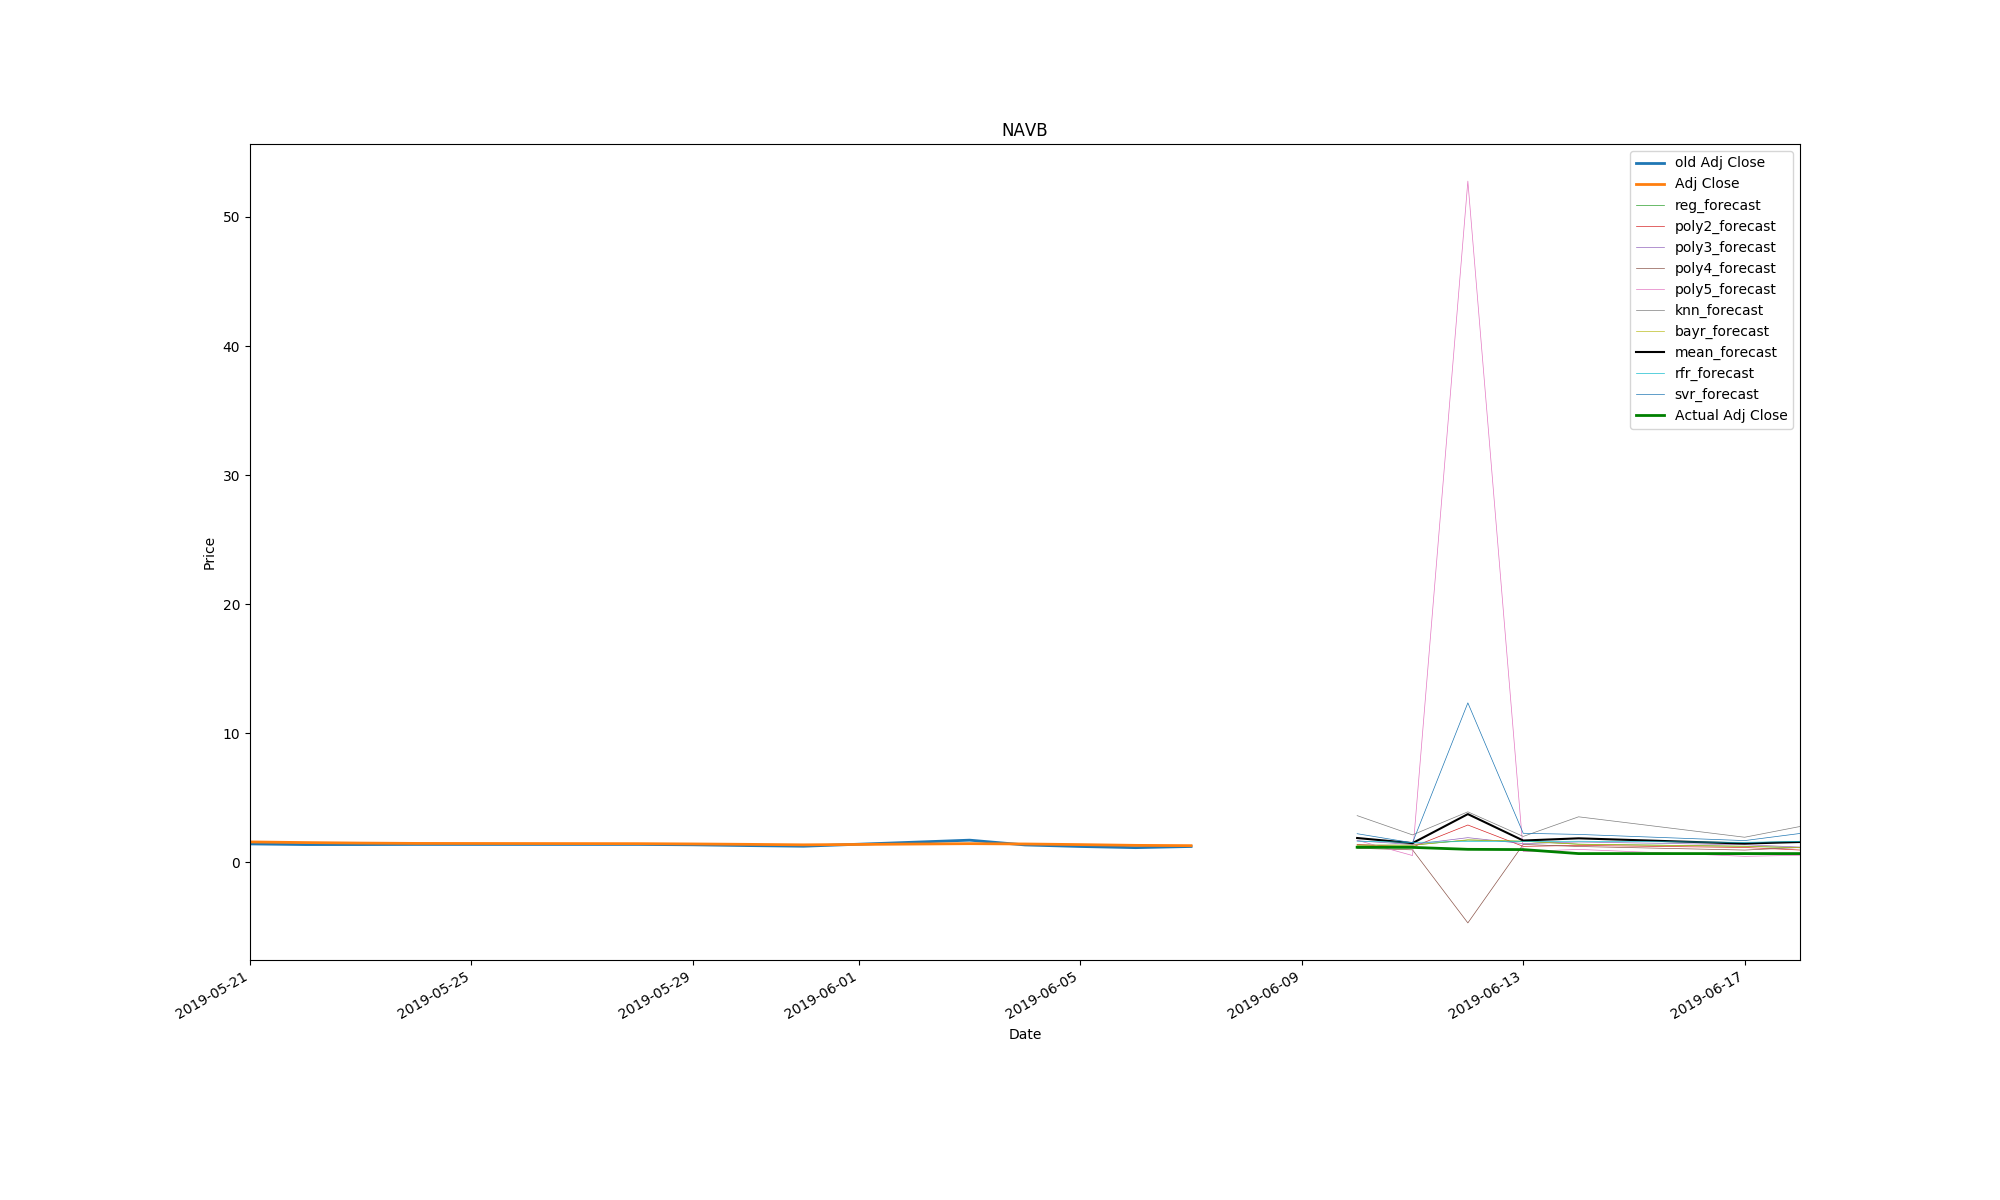 NAVB
old Adj Close
Adj Close
reg_forecast
poly2_forecast
poly3_forecast
poly4_forecast
poly5_forecast
knn_forecast
bayr_forecast
mean_forecast
rfr_forecast
svr_forecast
Actual Adj Close
50
40
30
20
10
0
Price
2019-05-21
2019-05-25
2019-05-29
2019-06-01
2019-06-05
2019-06-09
2019-06-13
2019-06-17
Date